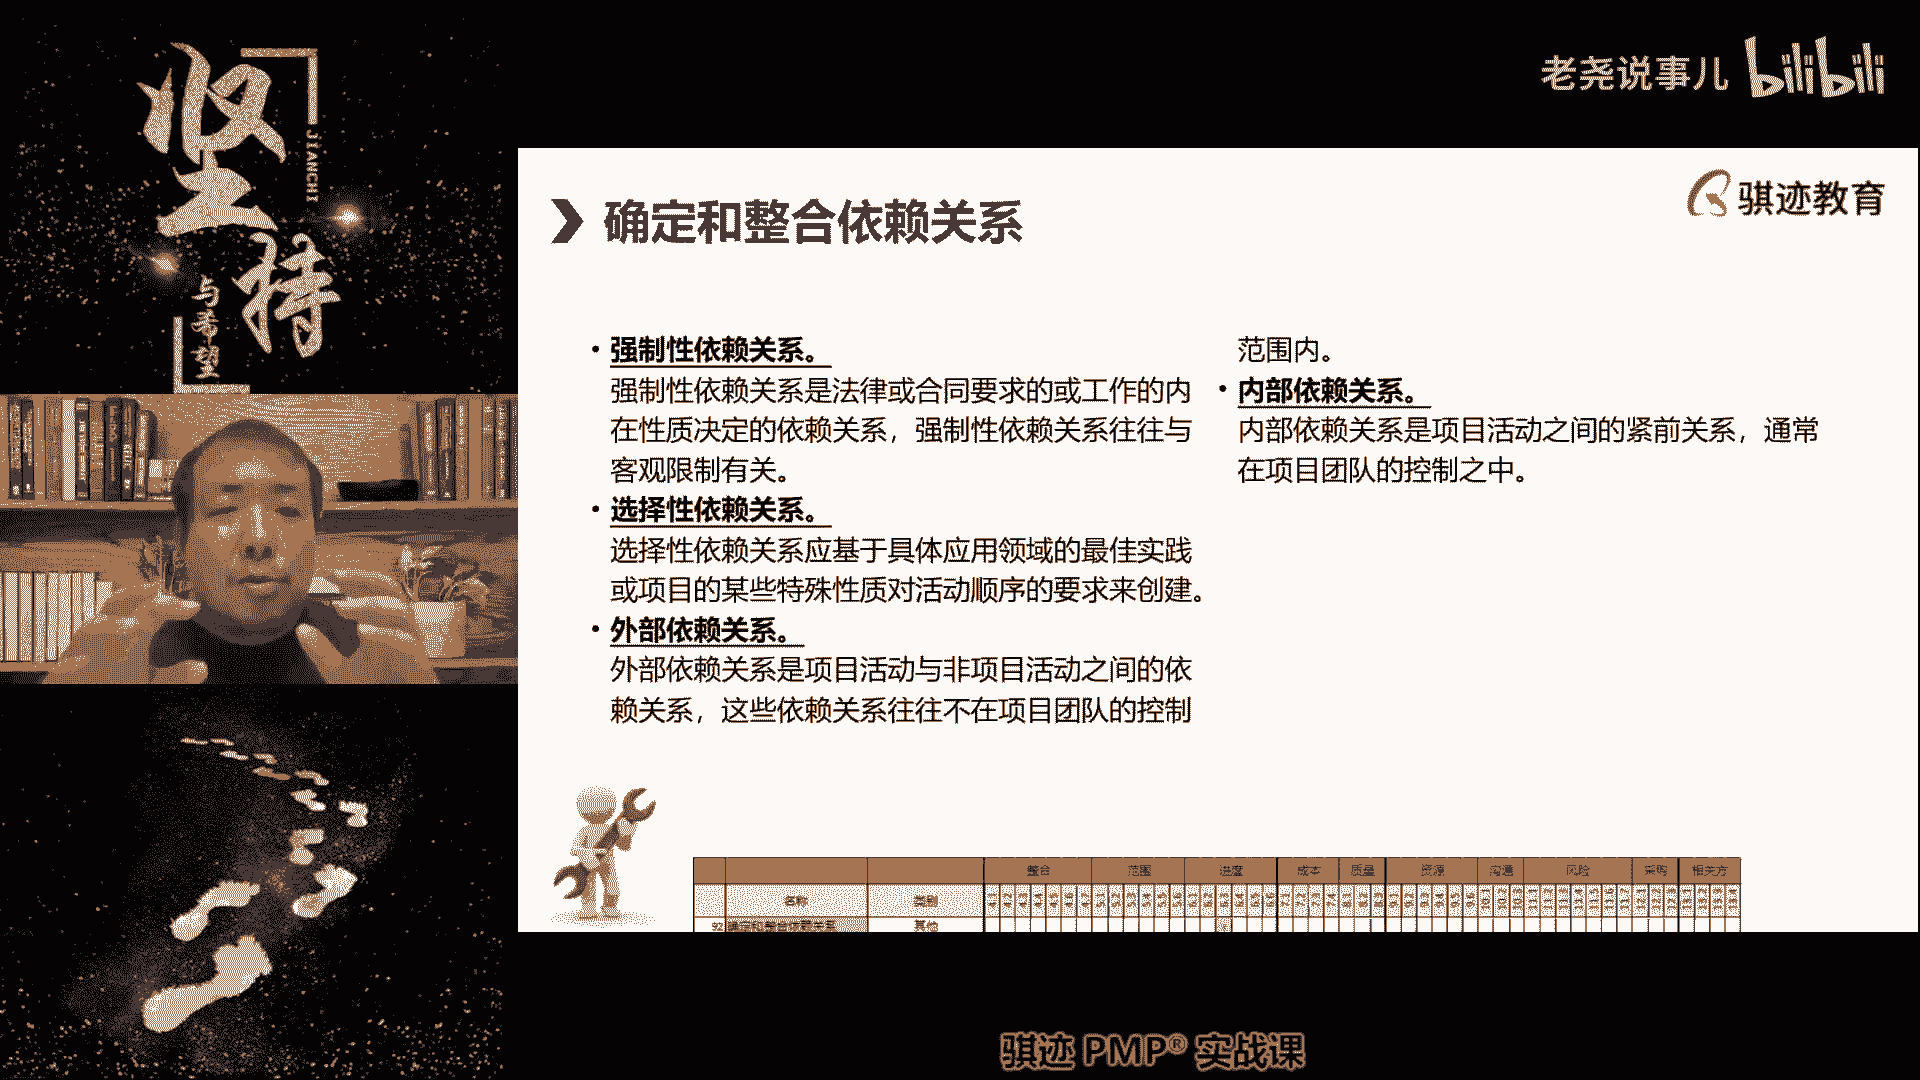 坚持
JIANCHI
与希望
老尧说事儿 bilibili
骐迹教育
确定和整合依赖关系
• 强制性依赖关系。
强制性依赖关系是法律或合同要求的或工作的内
在性质决定的依赖关系，强制性依赖关系往往与
客观限制有关。
• 选择性依赖关系。
选择性依赖关系应基于具体应用领域的最佳实践
或项目的某些特殊性质对活动顺序的要求来创建。
• 外部依赖关系。
外部依赖关系是项目活动与非项目活动之间的依
赖关系，这些依赖关系往往不在项目团队的控制
范围内。
• 内部依赖关系。
内部依赖关系是项目活动之间的紧前关系，通常
在项目团队的控制之中。
整合 范围 进度 成本 质量 资源 沟通 风险 采购 相关方
名称 类别
92 确定和整合依赖关系 其他
骐迹 PMP® 实战课